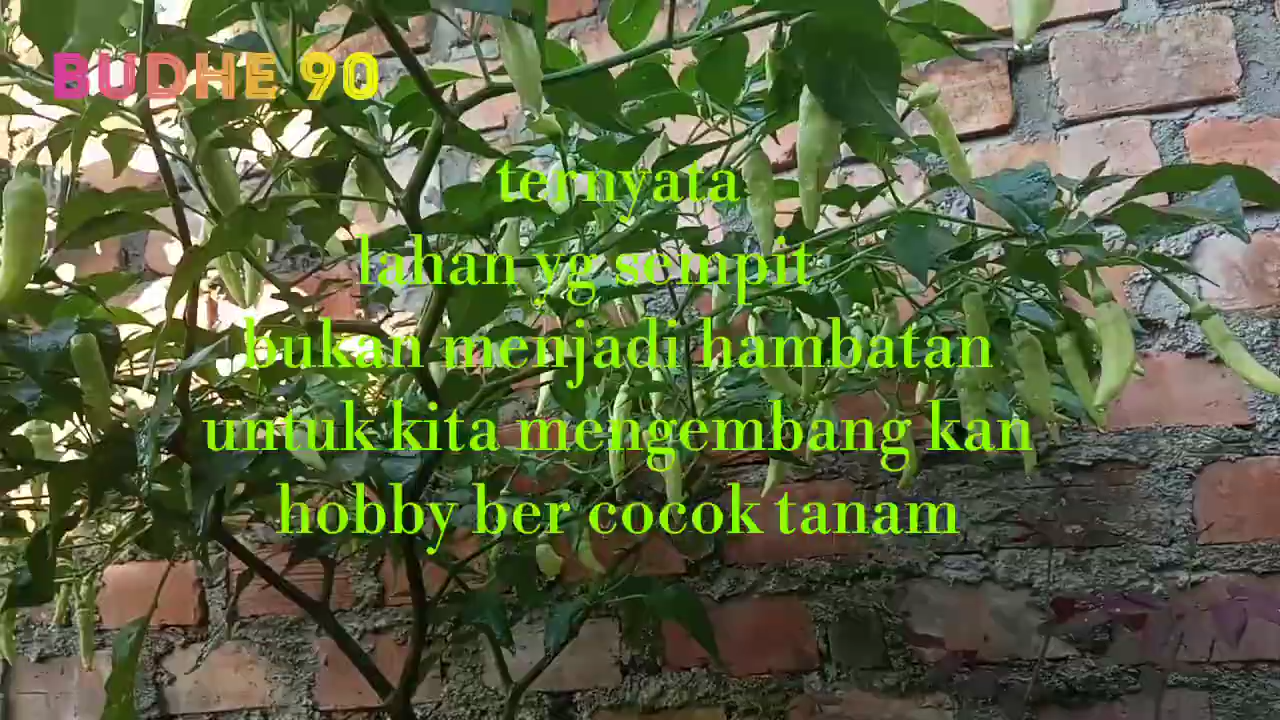 BUDHE 90
ternyata
lahan yg sempit
bukan menjadi hambatan
untuk kita mengembang kan
hobby ber cocok tanam